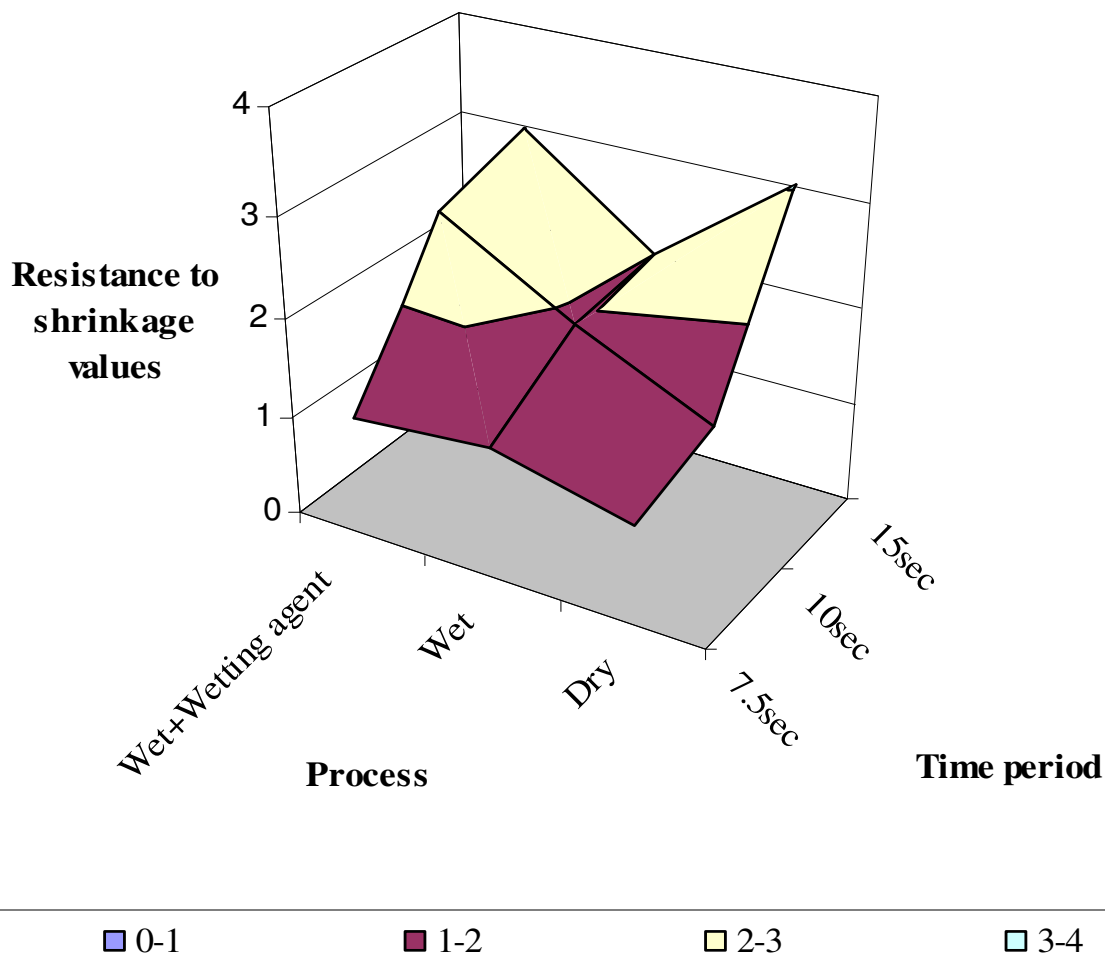 4
3
2
1
0
Resistance to
shrinkage
values
Wet+Wetting agent
Wet
Dry
7.5sec
10sec
15sec
Process
Time period
0-1
1-2
2-3
3-4